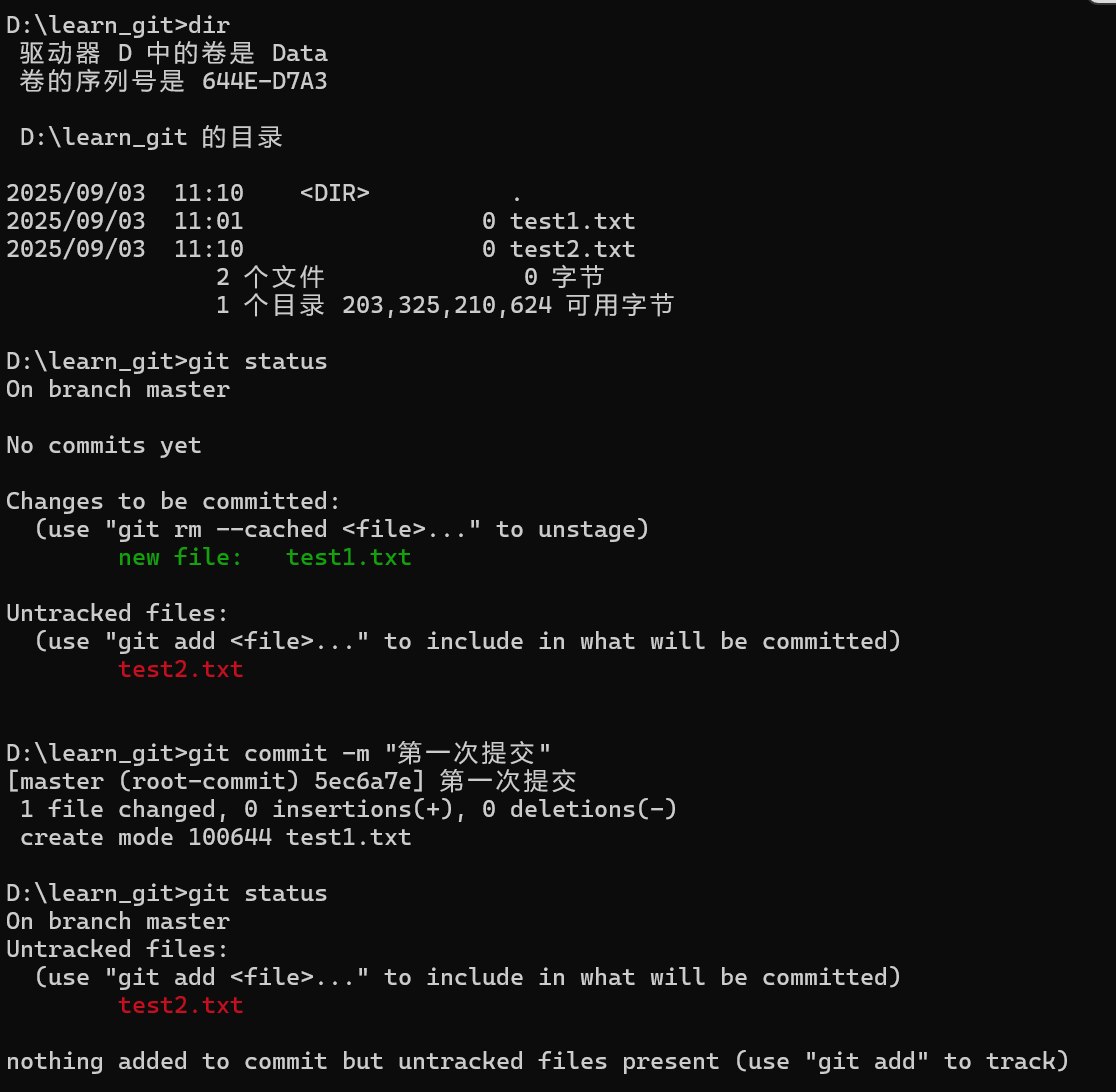 D:\learn_git>dir
驱动器 D 中的卷是 Data
卷的序列号是 644E-D7A3
D:\learn_git 的目录
2025/09/03  11:10    <DIR>          .
2025/09/03  11:01                 0 test1.txt
2025/09/03  11:10                 0 test2.txt
2 个文件              0 字节
1 个目录 203,325,210,624 可用字节
D:\learn_git>git status
On branch master
No commits yet
Changes to be committed:
(use "git rm --cached <file>..." to unstage)
new file:   test1.txt
Untracked files:
(use "git add <file>..." to include in what will be committed)
test2.txt
D:\learn_git>git commit -m "第一次提交"
[master (root-commit) 5ec6a7e] 第一次提交
1 file changed, 0 insertions(+), 0 deletions(-)
create mode 100644 test1.txt
D:\learn_git>git status
On branch master
Untracked files:
(use "git add <file>..." to include in what will be committed)
test2.txt
nothing added to commit but untracked files present (use "git add" to track)